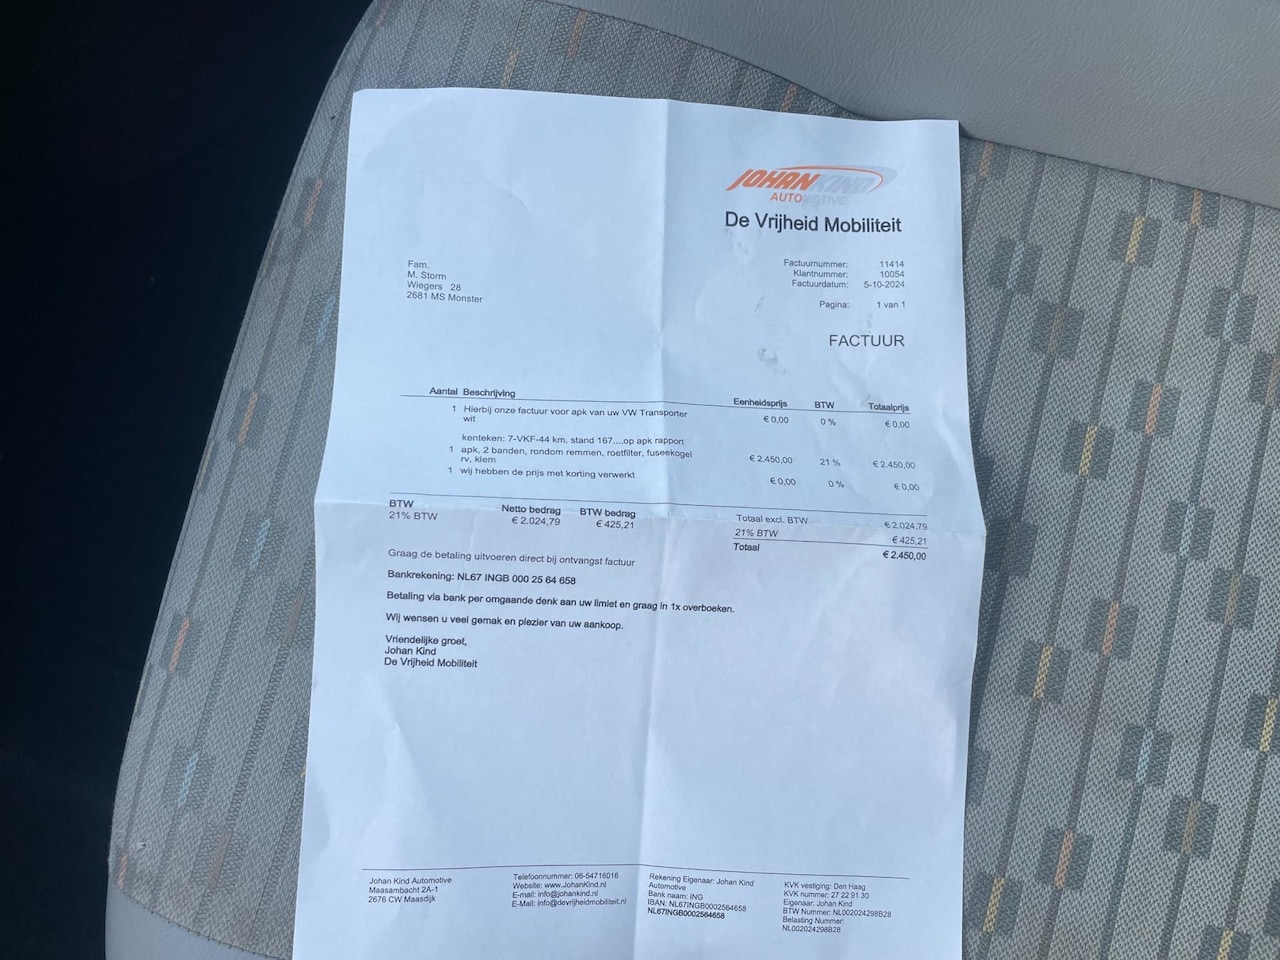 JOHAN KIND
AUTOMOTIVE
De Vrijheid Mobiliteit
Fam.
M. Storm
Wiegers 28
2681 MS Monster
Factuurnummer: 11414
Klantnummer: 10054
Factuurdatum: 5-10-2024
Pagina: 1 van 1
FACTUUR
Aantal Beschrijving Eenheidsprijs BTW Totaalprijs
1 Hierbij onze factuur voor apk van uw VW Transporter € 0,00 0 % € 0,00
wit
kenteken: 7-VKF-44 km. stand 167....op apk rapport
1 apk, 2 banden, rondom remmen, roetfilter, fuseekogel € 2.450,00 21 % € 2.450,00
rv, klem
1 wij hebben de prijs met korting verwerkt € 0,00 0 % € 0,00
BTW Netto bedrag BTW bedrag
21% BTW € 2.024,79 € 425,21
Totaal excl. BTW € 2.024,79
21% BTW € 425,21
Totaal € 2.450,00
Graag de betaling uitvoeren direct bij ontvangst factuur
Bankrekening: NL67 INGB 000 25 64 658
Betaling via bank per omgaande denk aan uw limiet en graag in 1x overboeken.
Wij wensen u veel gemak en plezier van uw aankoop.
Vriendelijke groet,
Johan Kind
De Vrijheid Mobiliteit
Johan Kind Automotive
Maasambacht 2A-1
2676 CW Maasdijk
Telefoonnummer: 06-54716016
Website: www.JohanKind.nl
E-mail: info@johankind.nl
E-Mail: info@devrijheidmobiliteit.nl
Rekening Eigenaar: Johan Kind
Automotive
Bank naam: ING
IBAN: NL67INGB0002564658
NL67INGB0002564658
KVK vestiging: Den Haag
KVK nummer: 27 22 91 30
Eigenaar: Johan Kind
BTW Nummer: NL002024298B28
Belasting Nummer:
NL002024298B28